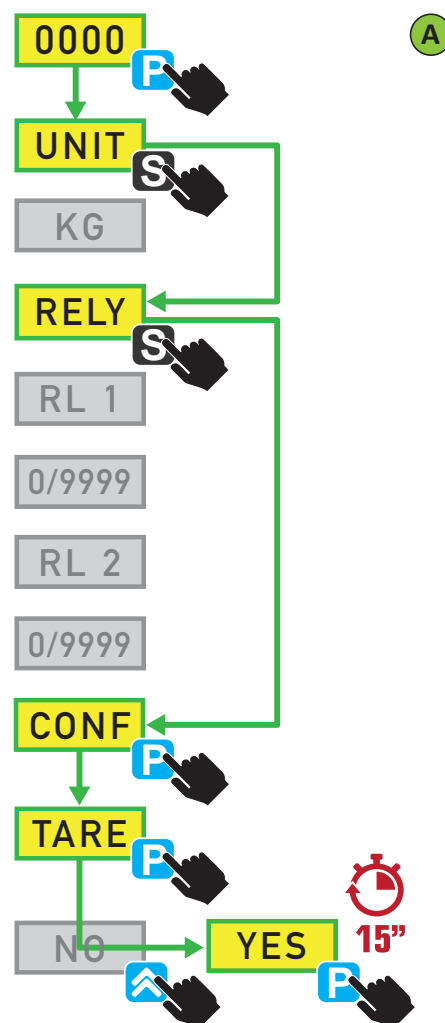 0000
A
P
UNIT
S
KG
RELY
S
RL 1
0/9999
RL 2
0/9999
CONF
P
TARE
P
NO
YES
15”
P